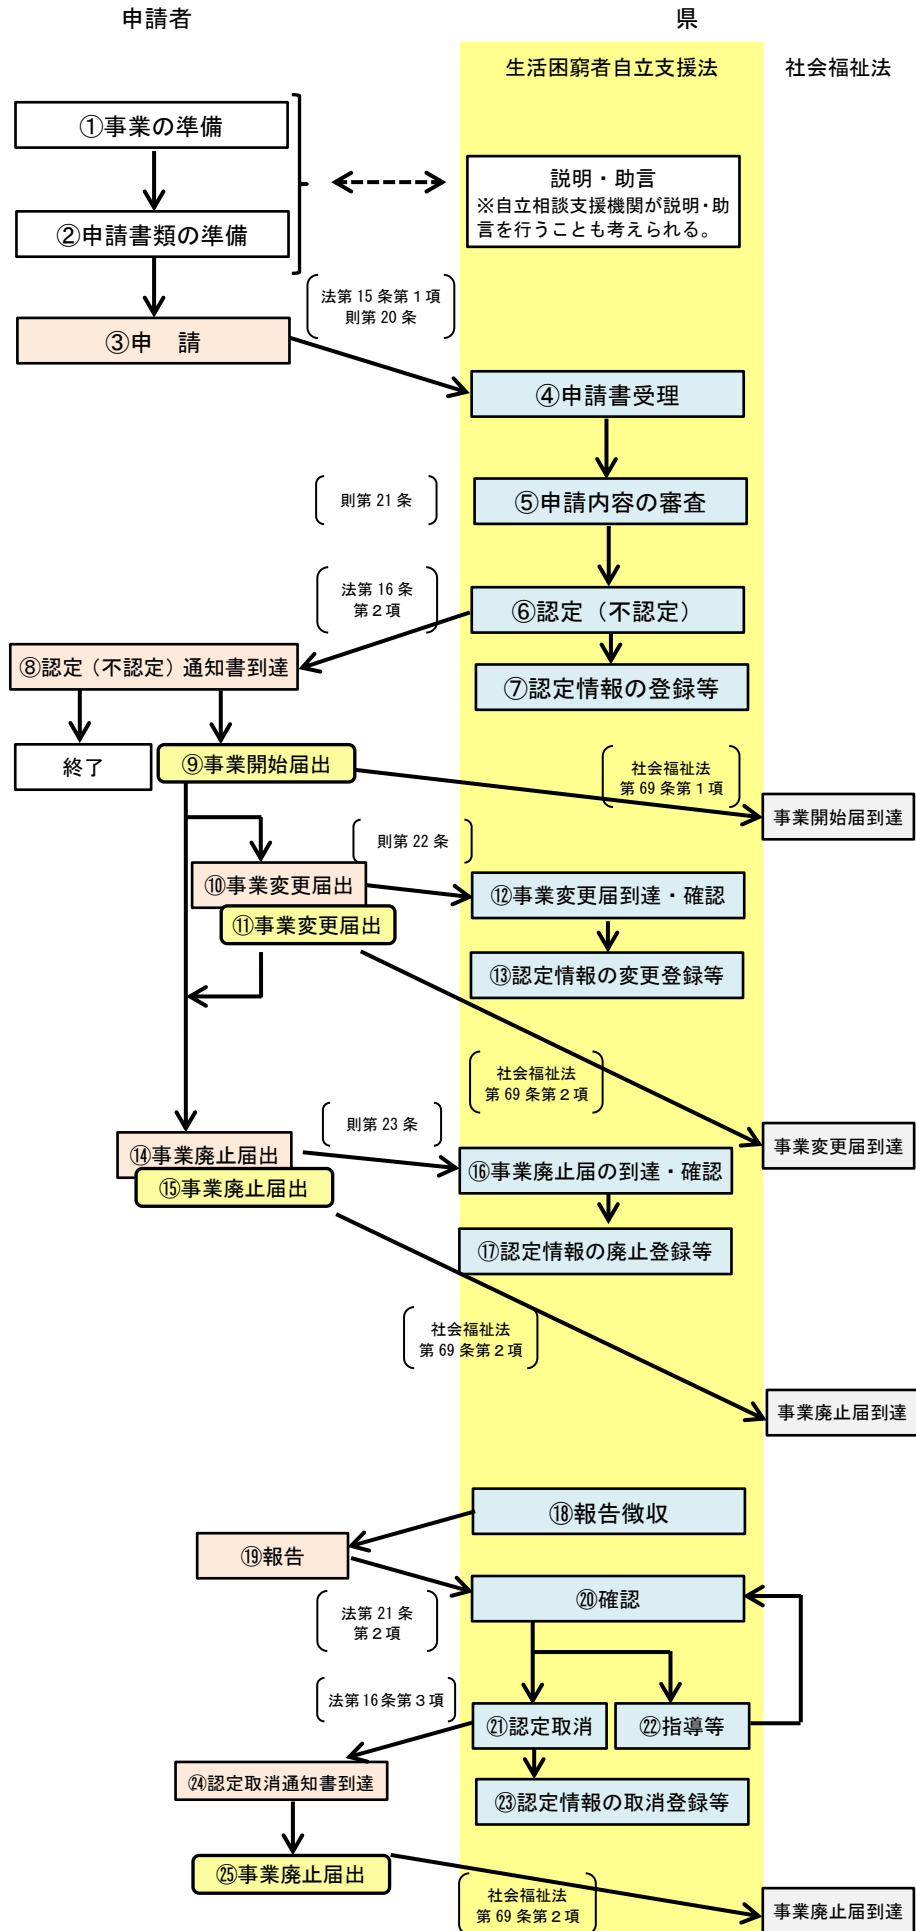 申請者
県
生活困窮者自立支援法
社会福祉法
①事業の準備
説明・助言
※自立相談支援機関が説明・助
言を行うことも考えられる。
②申請書類の準備
法第15条第１項
則第20条
③申　請
④申請書受理
則第21条
⑤申請内容の審査
法第16条
第２項
⑥認定（不認定）
⑧認定（不認定）通知書到達
⑦認定情報の登録等
終了
⑨事業開始届出
社会福祉法
第69条第１項
事業開始届到達
則第22条
⑩事業変更届出
⑫事業変更届到達・確認
⑪事業変更届出
⑬認定情報の変更登録等
社会福祉法
第69条第２項
事業変更届到達
則第23条
⑭事業廃止届出
⑯事業廃止届の到達・確認
⑮事業廃止届出
⑰認定情報の廃止登録等
社会福祉法
第69条第２項
事業廃止届到達
⑱報告徴収
⑲報告
⑳確認
法第21条
第２項
法第16条第３項
㉑認定取消
㉒指導等
㉔認定取消通知書到達
㉓認定情報の取消登録等
㉕事業廃止届出
社会福祉法
第69条第２項
事業廃止届到達